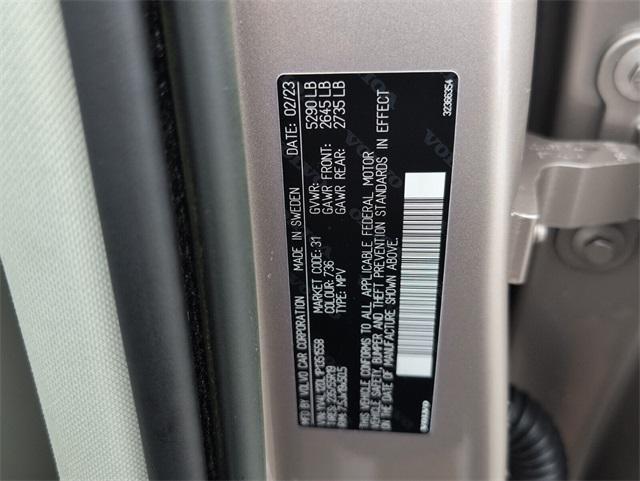 MFD BY VOLVO CAR CORPORATION MADE IN SWEDEN DATE: 02/23
GVWR: 5290 LB
GAWR FRONT: 2645 LB
GAWR REAR: 2735 LB
MARKET CODE: 31
COLOUR: 736
TYPE: MPV
THIS VEHICLE CONFORMS TO ALL APPLICABLE FEDERAL MOTOR
VEHICLE SAFETY, BUMPER AND THEFT PREVENTION STANDARDS IN EFFECT
ON THE DATE OF MANUFACTURE SHOWN ABOVE.
32366354
VOLVO